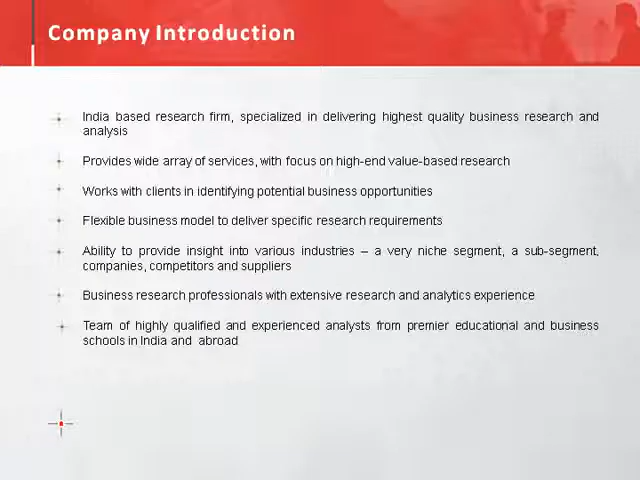 Company Introduction
India based research firm, specialized in delivering highest quality business research and
analysis
Provides wide array of services, with focus on high-end value-based research
Works with clients in identifying potential business opportunities
Flexible business model to deliver specific research requirements
Ability to provide insight into various industries – a very niche segment, a sub-segment,
companies, competitors and suppliers
Business research professionals with extensive research and analytics experience
Team of highly qualified and experienced analysts from premier educational and business
schools in India and abroad